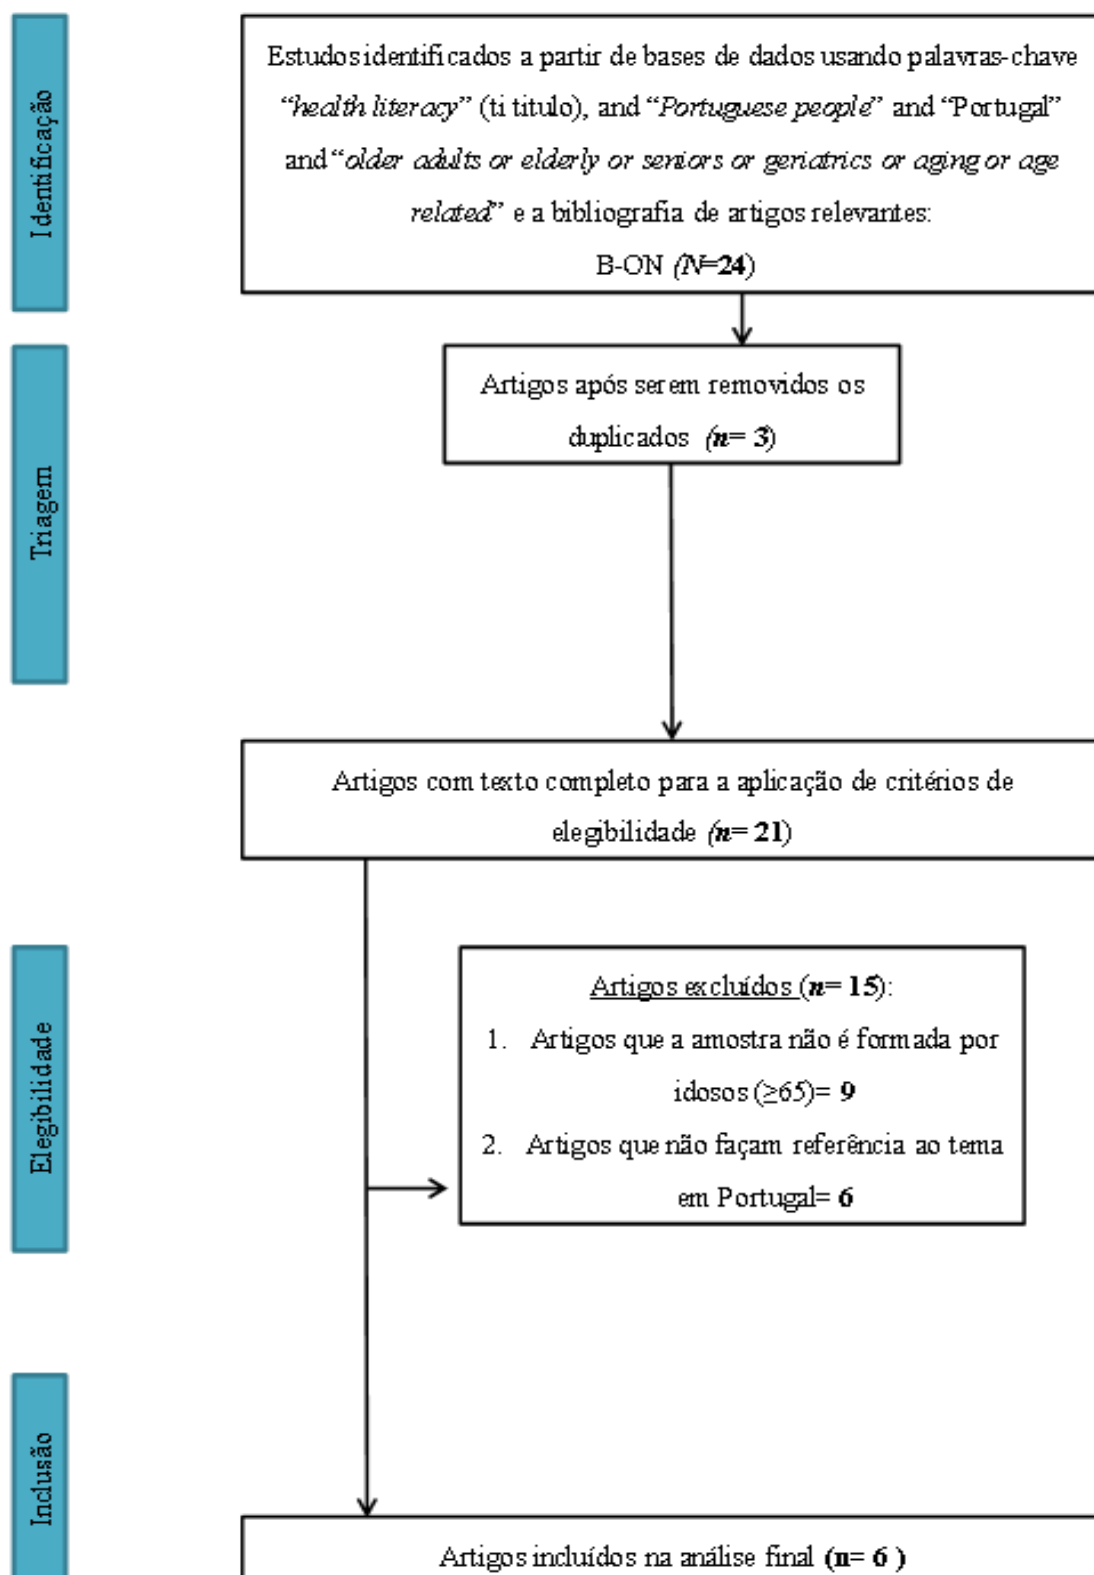 Identificação
Estudos identificados a partir de bases de dados usando palavras-chave
“health literacy” (ti titulo), and “Portuguese people” and “Portugal”
and “older adults or elderly or seniors or geriatrics or aging or age
related” e a bibliografia de artigos relevantes:
B-ON (N=24)
Triagem
Artigos após serem removidos os
duplicados (n= 3)
Artigos com texto completo para a aplicação de critérios de
elegibilidade (n= 21)
Elegibilidade
Artigos excluídos (n= 15):
1. Artigos que a amostra não é formada por
idosos (≥65)= 9
2. Artigos que não façam referência ao tema
em Portugal= 6
Inclusão
Artigos incluídos na análise final (n= 6 )